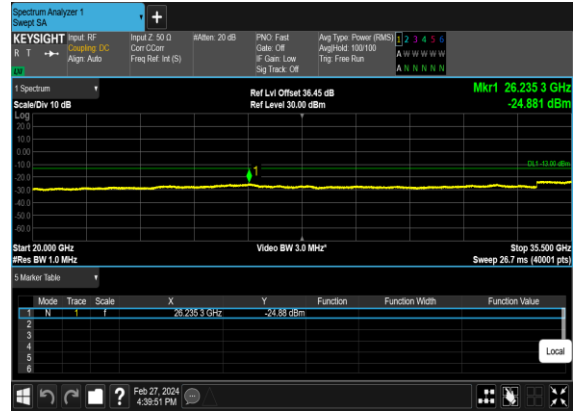 Spectrum Analyzer 1
Swept SA
+
KEYSIGHT Input: RF Input Z: 50 Ω #Atten: 20 dB PNO: Fast Avg Type: Power (RMS) 1 2 3 4 5 6
R T Coupling: DC Corr CCorr Gate: Off Avg|Hold: 100/100 A W W W W W
Align: Auto Freq Ref: Int (S) IF Gain: Low Trig: Free Run
Sig Track: Off A N N N N N
LXI
1 Spectrum Ref Lvl Offset 36.45 dB Mkr1 26.235 3 GHz
Scale/Div 10 dB Ref Level 30.00 dBm -24.881 dBm
Log
20.0
10.0
0.00
-10.0
1
DL1 -13.00 dBm
-20.0
-30.0
-40.0
-50.0
-60.0
Start 20.000 GHz Video BW 3.0 MHz* Stop 35.500 GHz
#Res BW 1.0 MHz Sweep 26.7 ms (40001 pts)
5 Marker Table
Mode Trace Scale X Y Function Function Width Function Value
1 N 1 f 26.235 3 GHz -24.88 dBm
2
3
4
5
6
Local
? Feb 27, 2024
4:39:51 PM